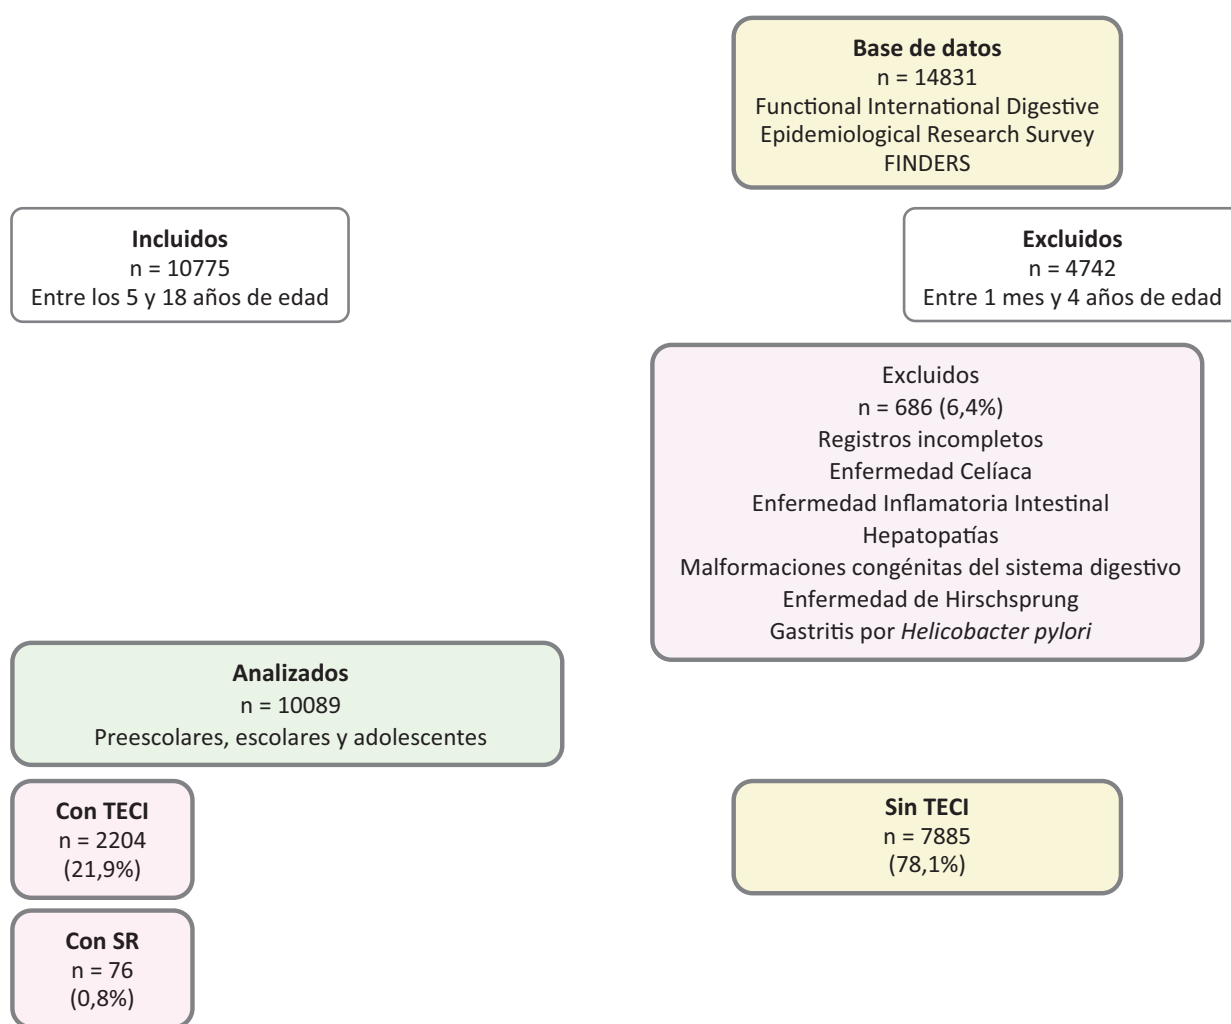 Base de datos
n = 14831
Functional International Digestive
Epidemiological Research Survey
FINDERS
Incluidos
n = 10775
Entre los 5 y 18 años de edad
Excluidos
n = 4742
Entre 1 mes y 4 años de edad
Excluidos
n = 686 (6,4%)
Registros incompletos
Enfermedad Celíaca
Enfermedad Inflamatoria Intestinal
Hepatopatías
Malformaciones congénitas del sistema digestivo
Enfermedad de Hirschsprung
Gastritis por Helicobacter pylori
Analizados
n = 10089
Preescolares, escolares y adolescentes
Con TECI
n = 2204
(21,9%)
Sin TECI
n = 7885
(78,1%)
Con SR
n = 76
(0,8%)